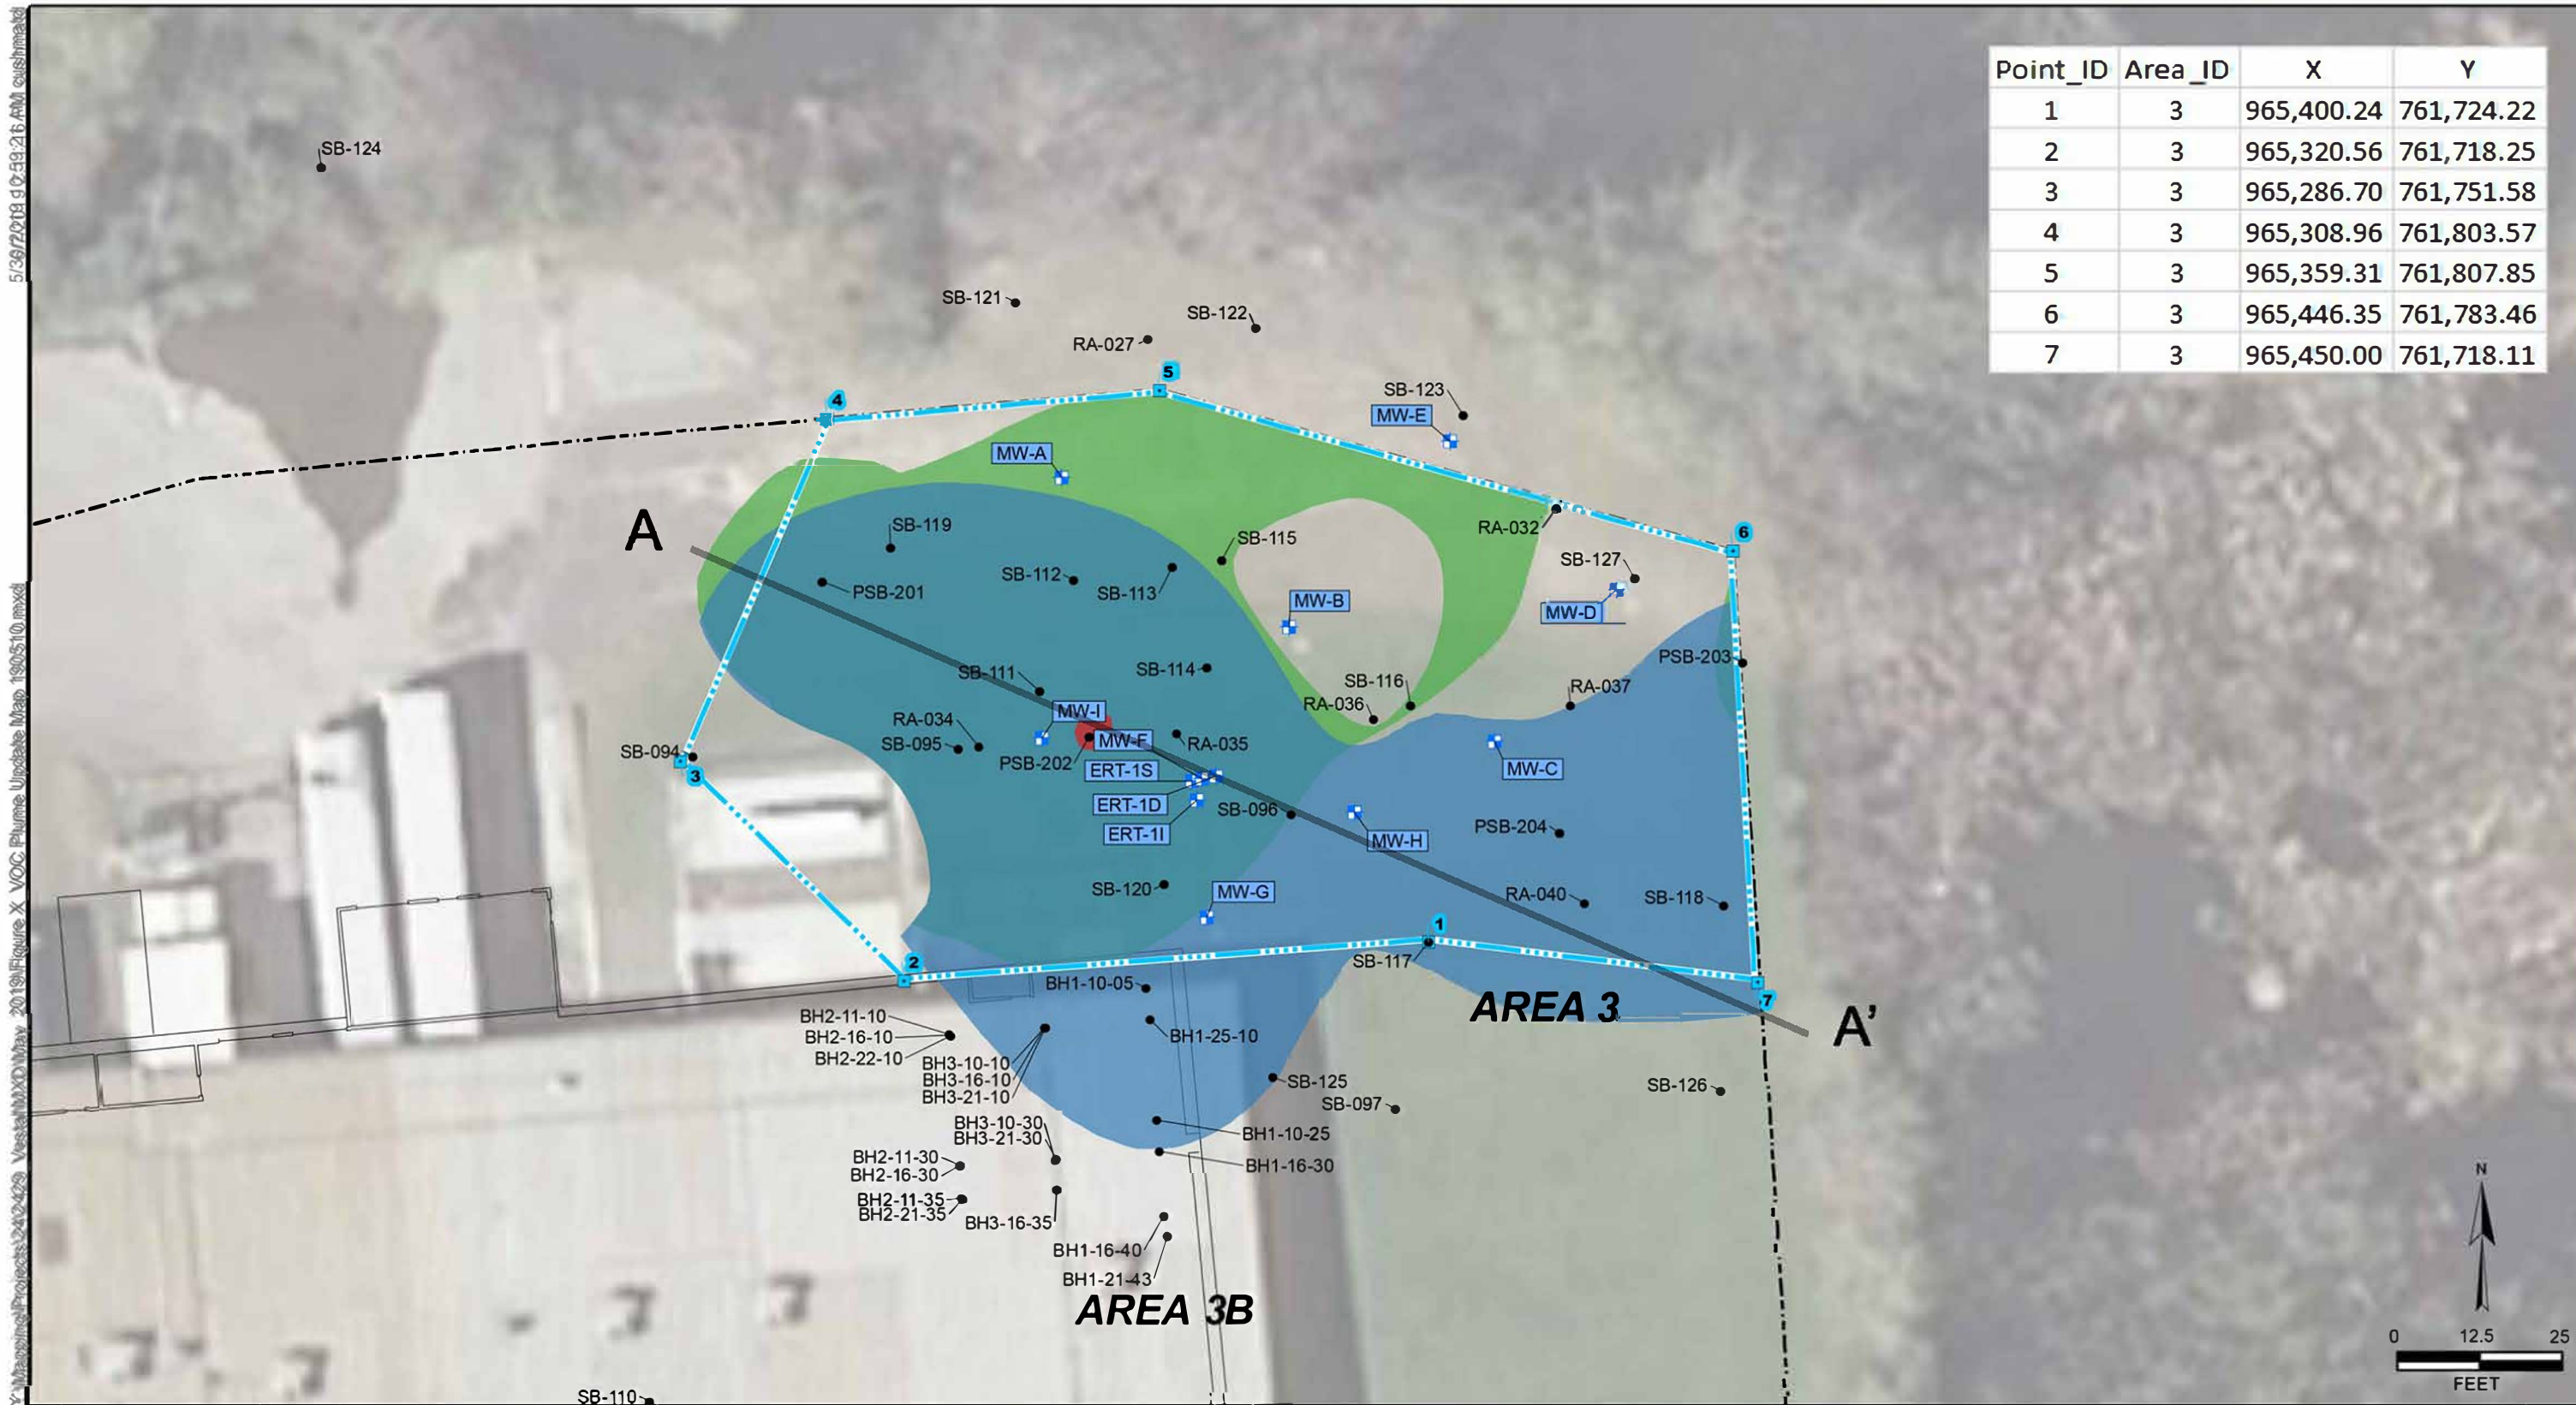 Point_ID Area_ID X Y
1 3 965,400.24 761,724.22
2 3 965,320.56 761,718.25
3 3 965,286.70 761,751.58
4 3 965,308.96 761,803.57
5 3 965,359.31 761,807.85
6 3 965,446.35 761,783.46
7 3 965,450.00 761,718.11
SB-124
SB-121
SB-122
RA-027
5
SB-123
4
MW-E
MW-A
A
SB-119
RA-032
6
SB-115
SB-127
SB-112
SB-113
PSB-201
MW-B
MW-D
PSB-203
SB-111
SB-114
SB-116
RA-037
RA-036
MW-I
RA-034
SB-095
MW-F
RA-035
SB-094
PSB-202
3
ERT-1S
MW-C
ERT-1D
SB-096
ERT-1I
MW-H
PSB-204
SB-120
MW-G
RA-040
SB-118
1
2
SB-117
BH1-10-05
7
AREA 3
A’
BH2-11-10
BH2-16-10
BH2-22-10
BH1-25-10
BH3-10-10
BH3-16-10
BH3-21-10
SB-125
SB-126
SB-097
BH3-10-30
BH3-21-30
BH1-10-25
BH2-11-30
BH2-16-30
BH1-16-30
BH2-11-35
BH2-21-35
BH3-16-35
BH1-16-40
BH1-21-43
AREA 3B
SB-110
N
0 12.5 25
FEET